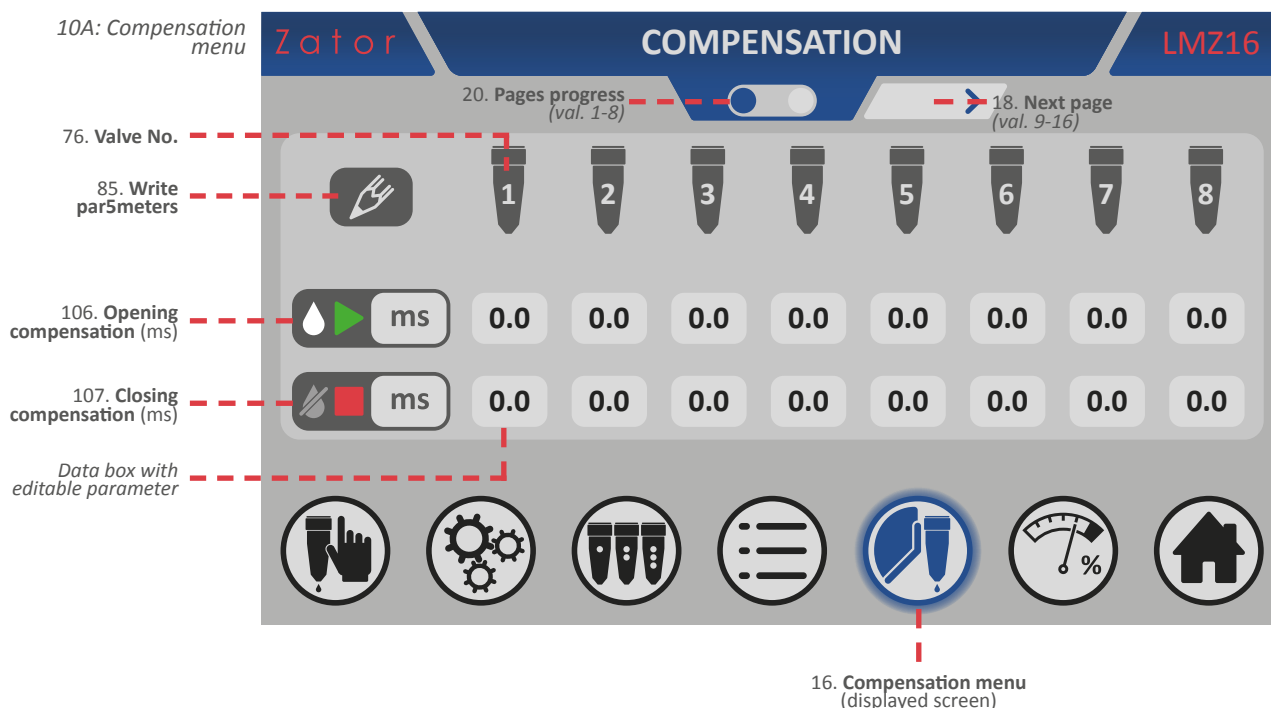 10A: Compensation
menu
Zator
COMPENSATION
LMZ16
20. Pages progress
(val. 1-8)
18. Next page
(val. 9-16)
76. Valve No.
85. Write
par5meters
1 2 3 4 5 6 7 8
106. Opening
compensation (ms)
ms 0.0 0.0 0.0 0.0 0.0 0.0 0.0 0.0
107. Closing
compensation (ms)
ms 0.0 0.0 0.0 0.0 0.0 0.0 0.0 0.0
Data box with
editable parameter
%
16. Compensation menu
(displayed screen)